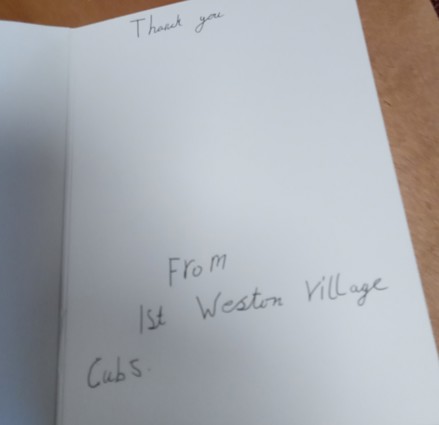 Thank you
From
1st Weston Village
Cubs.